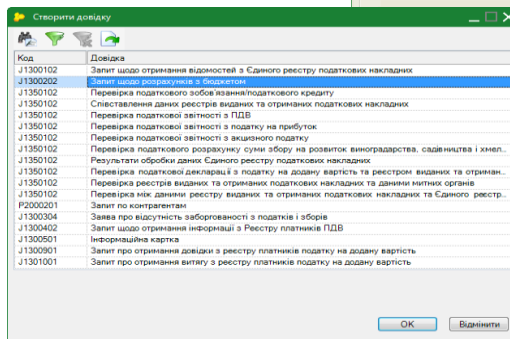 Створити довідку
Код Довідка
J1300102 Запит щодо отримання відомостей з Єдиного реєстру податкових накладних
J1300202 Запит щодо розрахунків з бюджетом
J1350102 Перевірка податкового зобов'язання/податкового кредиту
J1350102 Співставлення даних реєстрів виданих та отриманих податкових накладних
J1350102 Перевірка податкової звітності з ПДВ
J1350102 Перевірка податкової звітності з податку на прибуток
J1350102 Перевірка податкової звітності з акцизного податку
J1350102 Перевірка податкового розрахунку суми збору на розвиток виноградарства, садівництва і хмел...
J1350102 Результати обробки даних Єдиного реєстру податкових накладних
J1350102 Перевірка податкової декларації з податку на додану вартість та реєстром виданих та отриман...
J1350102 Перевірка реєстрів виданих та отриманих податкових накладних та даними митних органів
J1350102 Перевірка між даними реєстру виданих та отриманих податкових накладних та Єдиного реєстр...
P2000201 Запит по контрагентам
J1300304 Заява про відсутність заборгованості з податків і зборів
J1300402 Запит щодо отримання інформації з Реєстру платників ПДВ
J1300501 Інформаційна картка
J1300901 Запит про отримання довідки з реєстру платників податку на додану вартість
J1301001 Запит про отримання витягу з реєстру платників податку на додану вартість
OK Відмінити